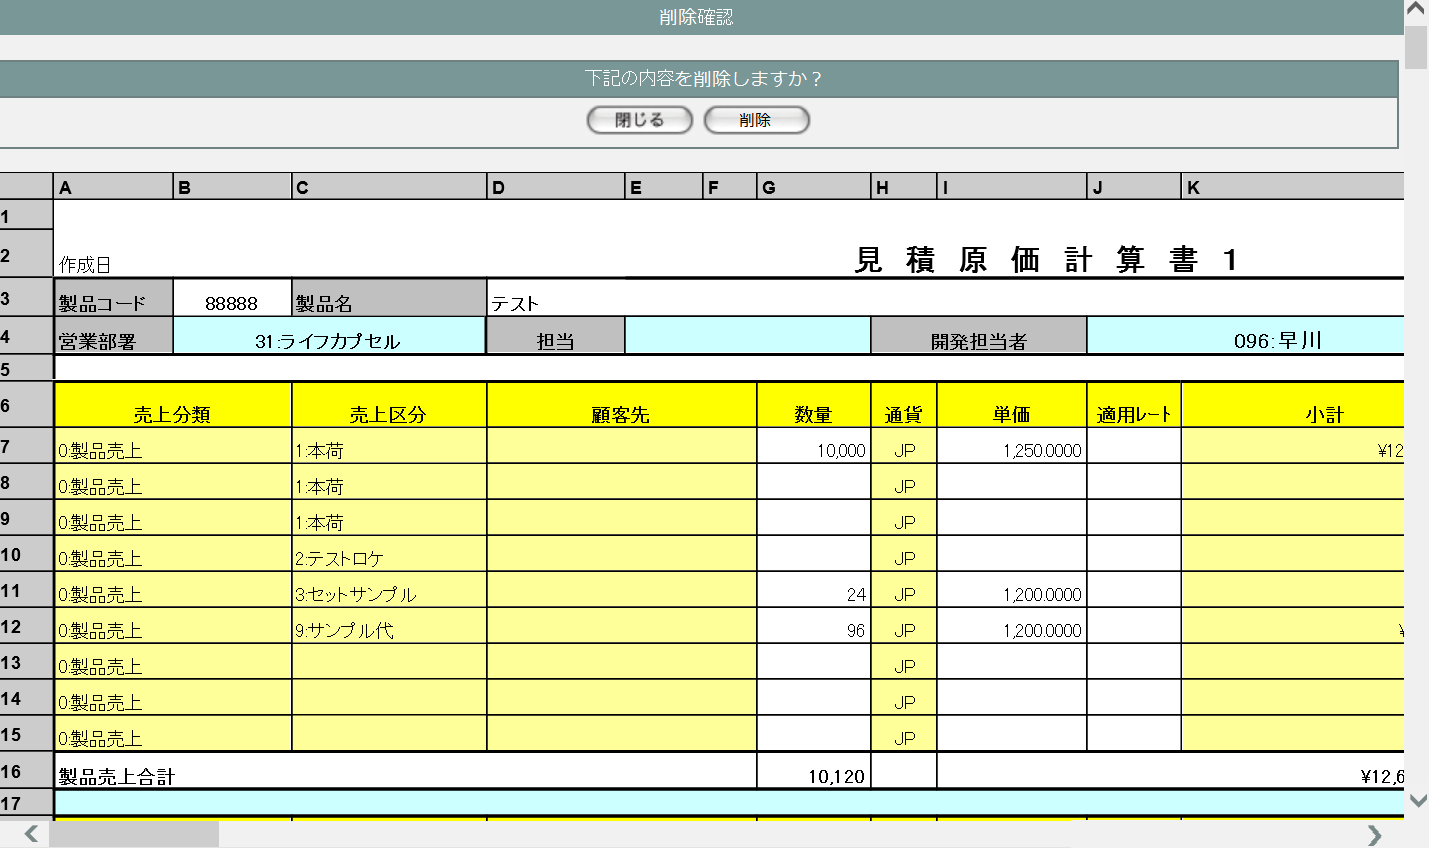 削除確認
下記の内容を削除しますか？
閉じる 削除
A B C D E F G H I J K
1
2 作成日 見積原価計算書1
3 製品コード 88888 製品名 テスト
4 営業部署 31:ライフカプセル 担当 開発担当者 096:早川
5
6 売上分類 売上区分 顧客先 数量 通貨 単価 適用レート 小計
7 0:製品売上 1:本荷 10,000 JP 1,250.0000 ¥12
8 0:製品売上 1:本荷 JP
9 0:製品売上 1:本荷 JP
10 0:製品売上 2:テストロケ JP
11 0:製品売上 3:セットサンプル 24 JP 1,200.0000
12 0:製品売上 9:サンプル代 96 JP 1,200.0000 ¥
13 0:製品売上 JP
14 0:製品売上 JP
15 0:製品売上 JP
16 製品売上合計 10,120 ¥12,6
17